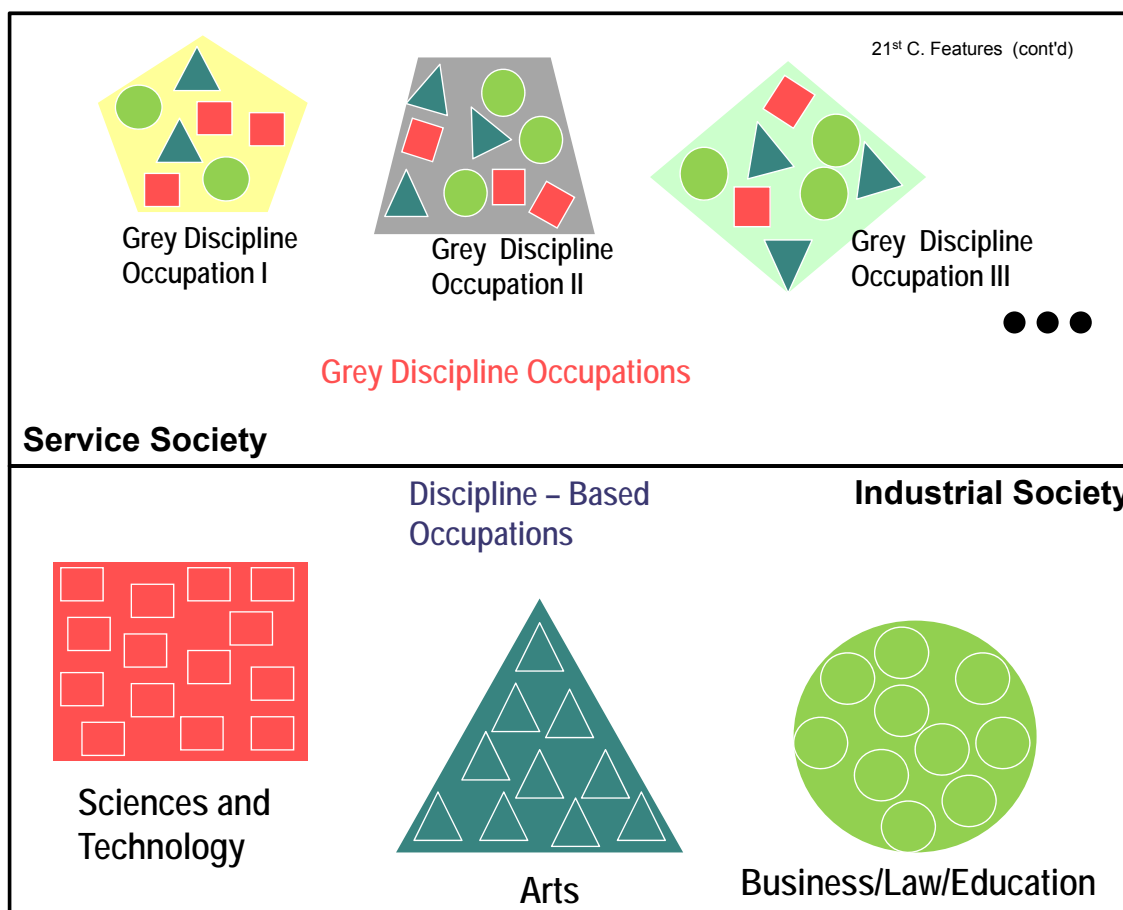 21st C. Features (cont'd)
Grey Discipline
Occupation I
Grey Discipline
Occupation II
Grey Discipline
Occupation III
Grey Discipline Occupations
Service Society
Discipline – Based
Occupations
Industrial Society
Sciences and
Technology
Arts
Business/Law/Education